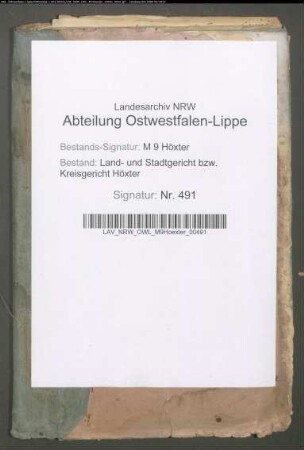 Landesarchiv NRW
Abteilung Ostwestfalen-Lippe
Bestands-Signatur: M 9 Höxter
Bestand: Land- und Stadtgericht bzw.
Kreisgericht Höxter
Signatur: Nr. 491
LAV_NRW_OWL_M9Hoexter_00491